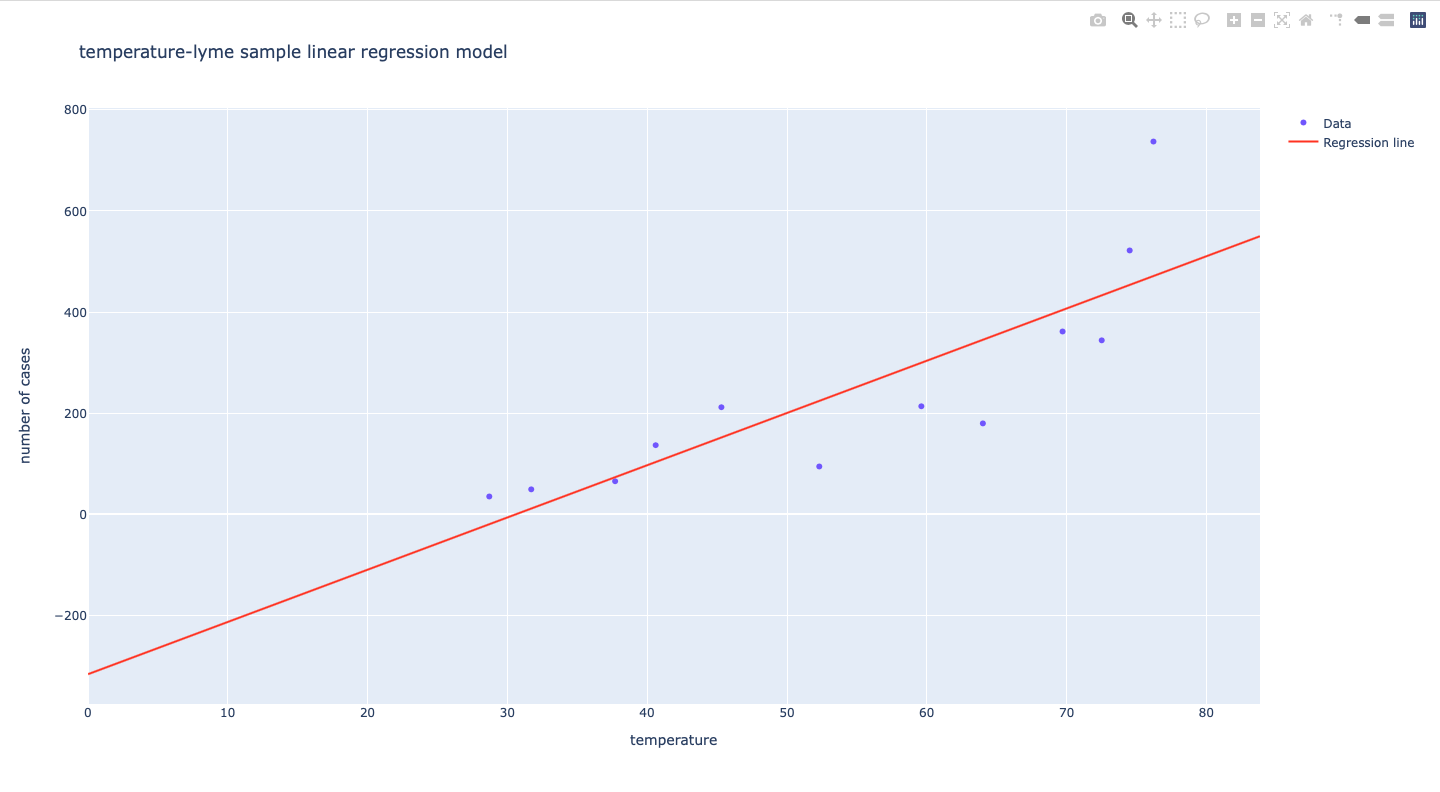 temperature-lyme sample linear regression model
800
600
400
200
0
−200
number of cases
0 10 20 30 40 50 60 70 80
temperature
Data
Regression line